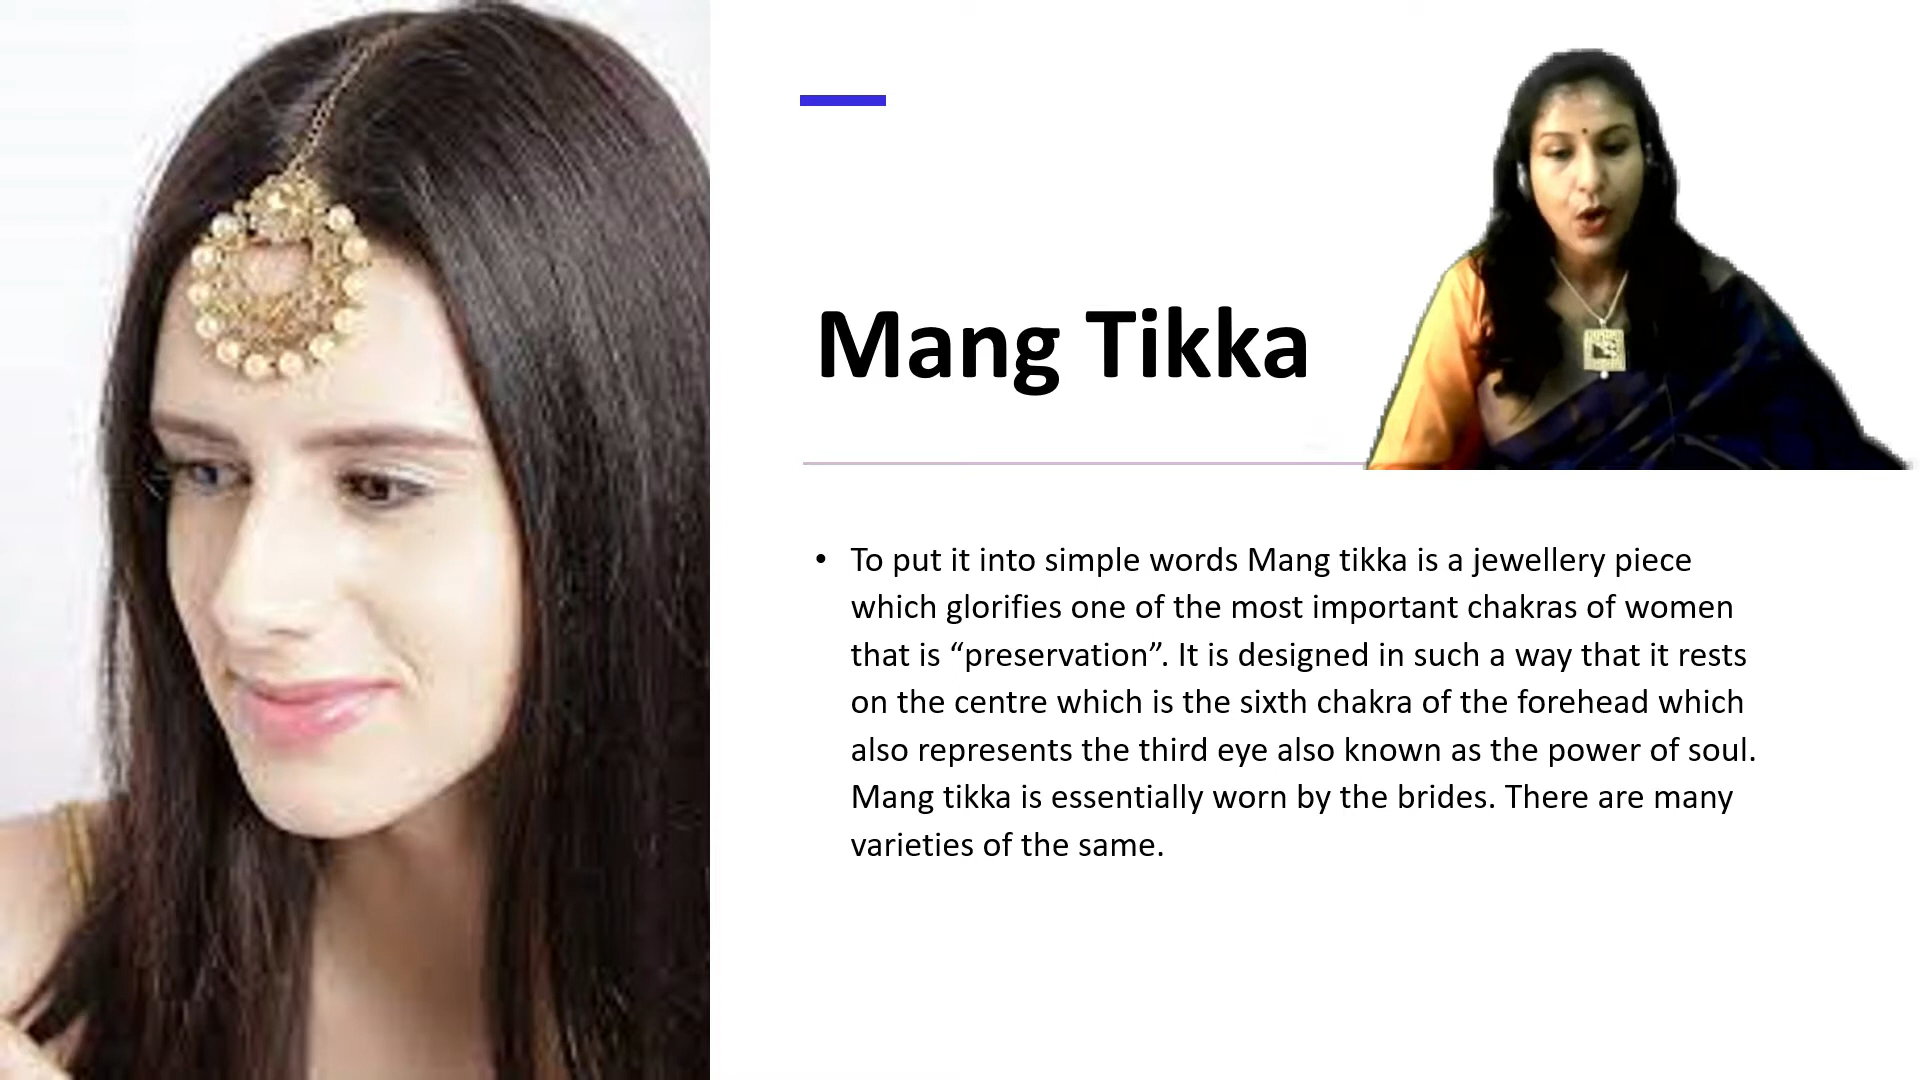 Mang Tikka
• To put it into simple words Mang tikka is a jewellery piece
which glorifies one of the most important chakras of women
that is “preservation”. It is designed in such a way that it rests
on the centre which is the sixth chakra of the forehead which
also represents the third eye also known as the power of soul.
Mang tikka is essentially worn by the brides. There are many
varieties of the same.